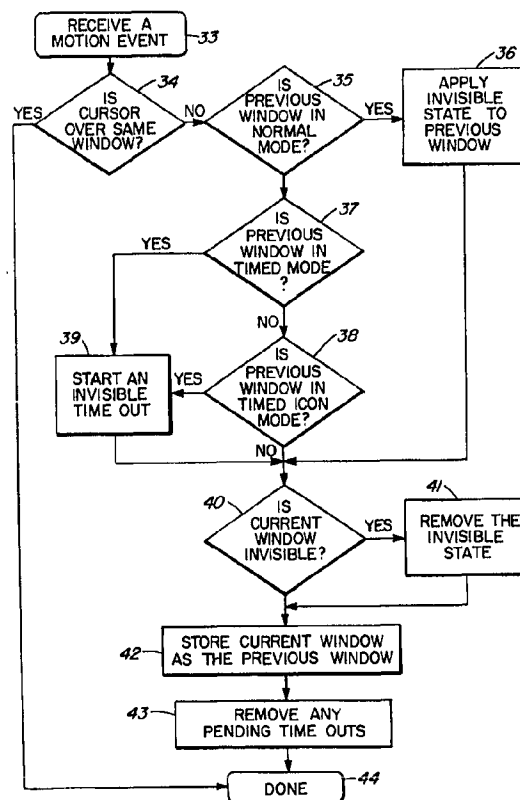 RECEIVE A
MOTION EVENT
33
34
IS
CURSOR
OVER SAME
WINDOW?
YES
NO
35
IS
PREVIOUS
WINDOW IN
NORMAL
MODE?
YES
36
APPLY
INVISIBLE
STATE TO
PREVIOUS
WINDOW
37
IS
PREVIOUS
WINDOW IN
TIMED MODE
?
YES
NO
38
IS
PREVIOUS
WINDOW IN
TIMED ICON
MODE?
YES
NO
39
START AN
INVISIBLE
TIME OUT
40
IS
CURRENT
WINDOW
INVISIBLE?
YES
41
REMOVE THE
INVISIBLE
STATE
42
STORE CURRENT WINDOW
AS THE PREVIOUS WINDOW
43
REMOVE ANY
PENDING TIME OUTS
DONE
44